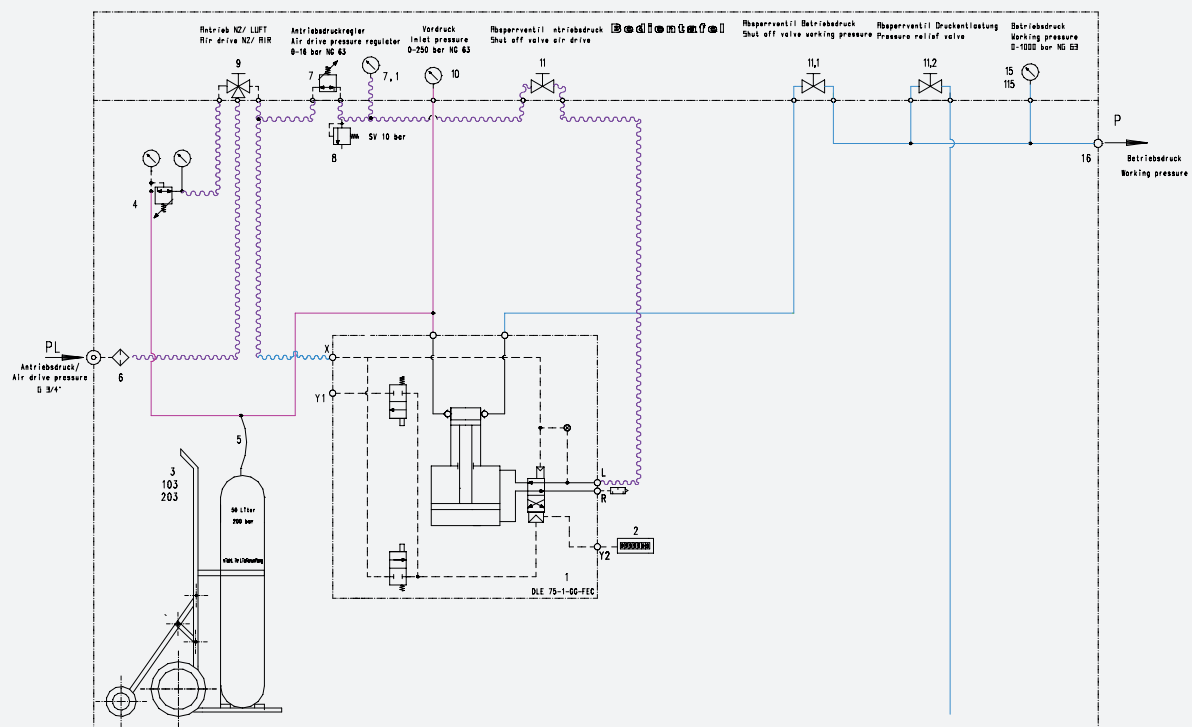 Antrieb N2/ LUFT
Air drive N2/ AIR
Antriebsdruckregler
Air drive pressure regulator
0-16 bar NG 63
Vordruck
Inlet pressure
0-250 bar NG 63
Absperrventil ntriebsdruck
Shut off valve air drive
Bedientafel
Absperrventil Betriebsdruck
Shut off valve working pressure
Absperrventil Druckentlastung
Pressure relief valve
Betriebsdruck
Working pressure
0-1000 bar NG 63
9
7
7,1
10
11
11,1
11,2
15
115
8
SV 10 bar
P
16
Betriebsdruck
Working pressure
4
PL
Antriebsdruck/
Air drive pressure
G 3/4"
6
X
Y1
5
3
103
203
50 Liter
200 bar
L
R
2
Y2
1
DLE 75-1-GG-FEC